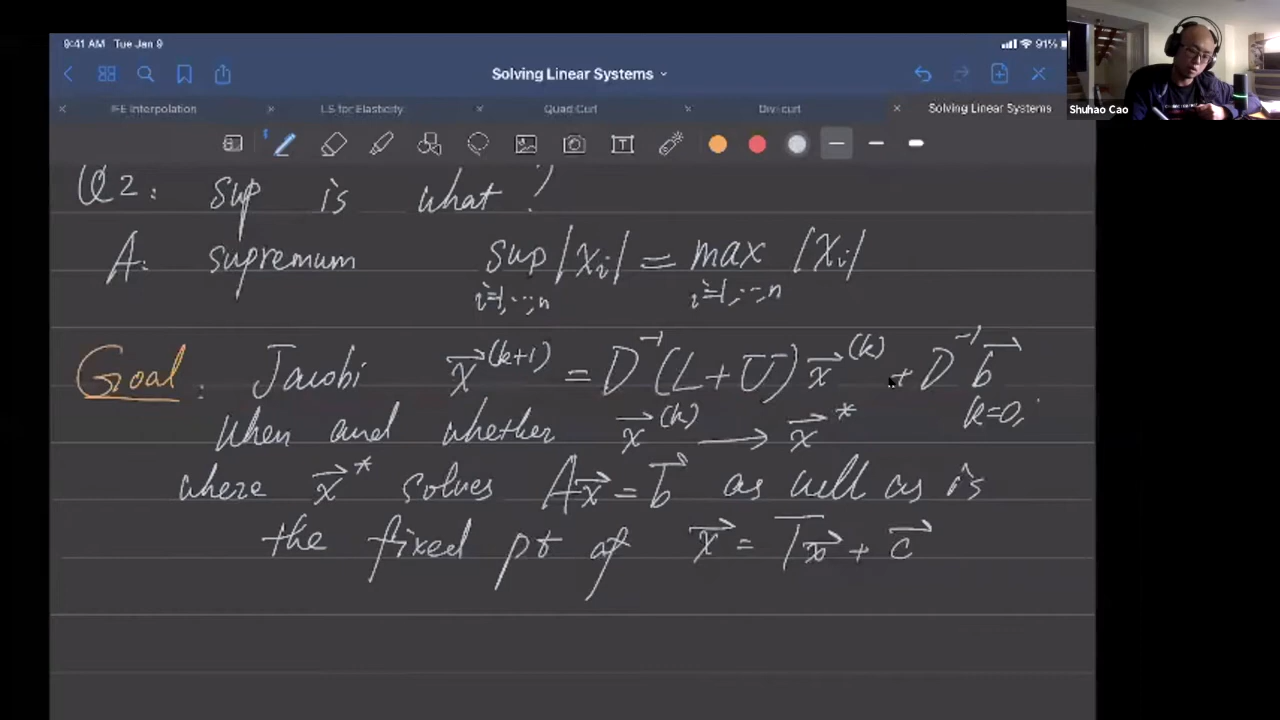 9:41 AM Tue Jan 9
91%
Solving Linear Systems
IFE Interpolation
LS for Elasticity
Quad Curl
Div-curl
Solving Linear Systems
Shuhao Cao
Q2: sup is what?
A: supremum sup|x_i| = max |x_i|
i=1,...,n i=1,...,n
Goal: Jacobi x⃗^(k+1) = D^-1(L+U)x⃗^(k) + D^-1 b⃗
When and whether x⃗^(k) → x⃗* k=0,
where x⃗* solves Ax⃗ = b⃗ as well as is
the fixed pt of x⃗ = Tx⃗ + c⃗